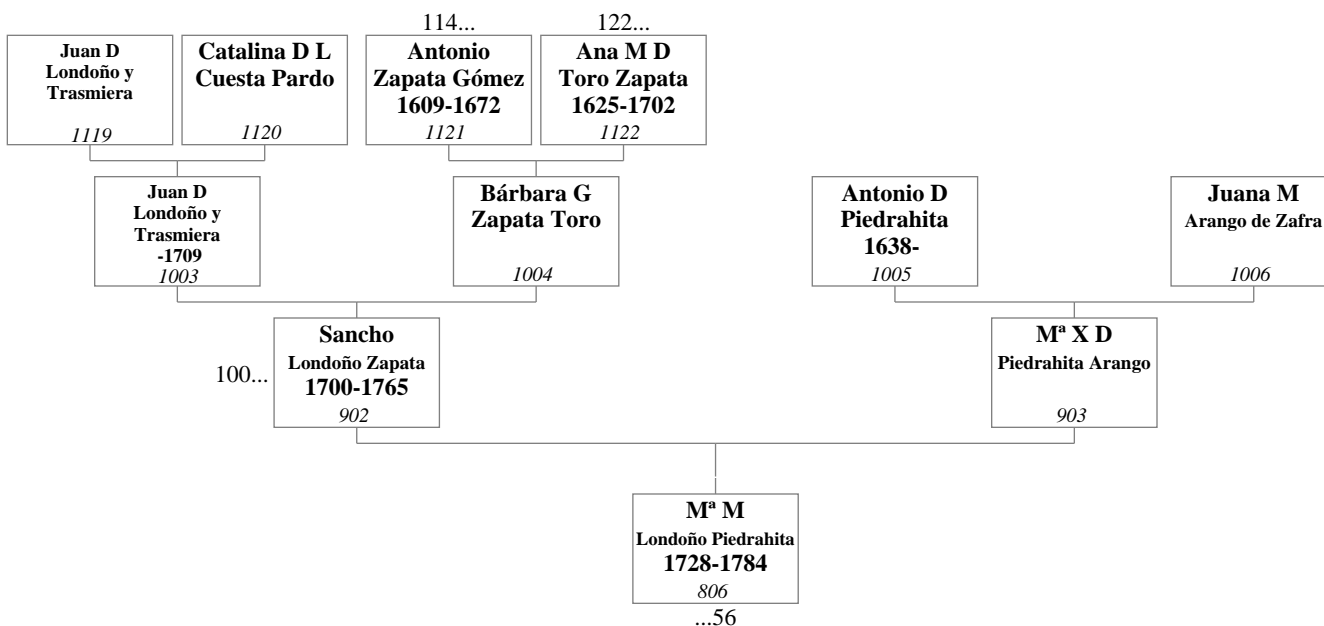 114...
122...
Juan D
Londoño y
Trasmiera
1119
Catalina D L
Cuesta Pardo
1120
Antonio
Zapata Gómez
1609-1672
1121
Ana M D
Toro Zapata
1625-1702
1122
Juan D
Londoño y
Trasmiera
-1709
1003
Bárbara G
Zapata Toro
1004
Antonio D
Piedrahita
1638-
1005
Juana M
Arango de Zafra
1006
100...
Sancho
Londoño Zapata
1700-1765
902
Mª X D
Piedrahita Arango
903
Mª M
Londoño Piedrahita
1728-1784
806
...56